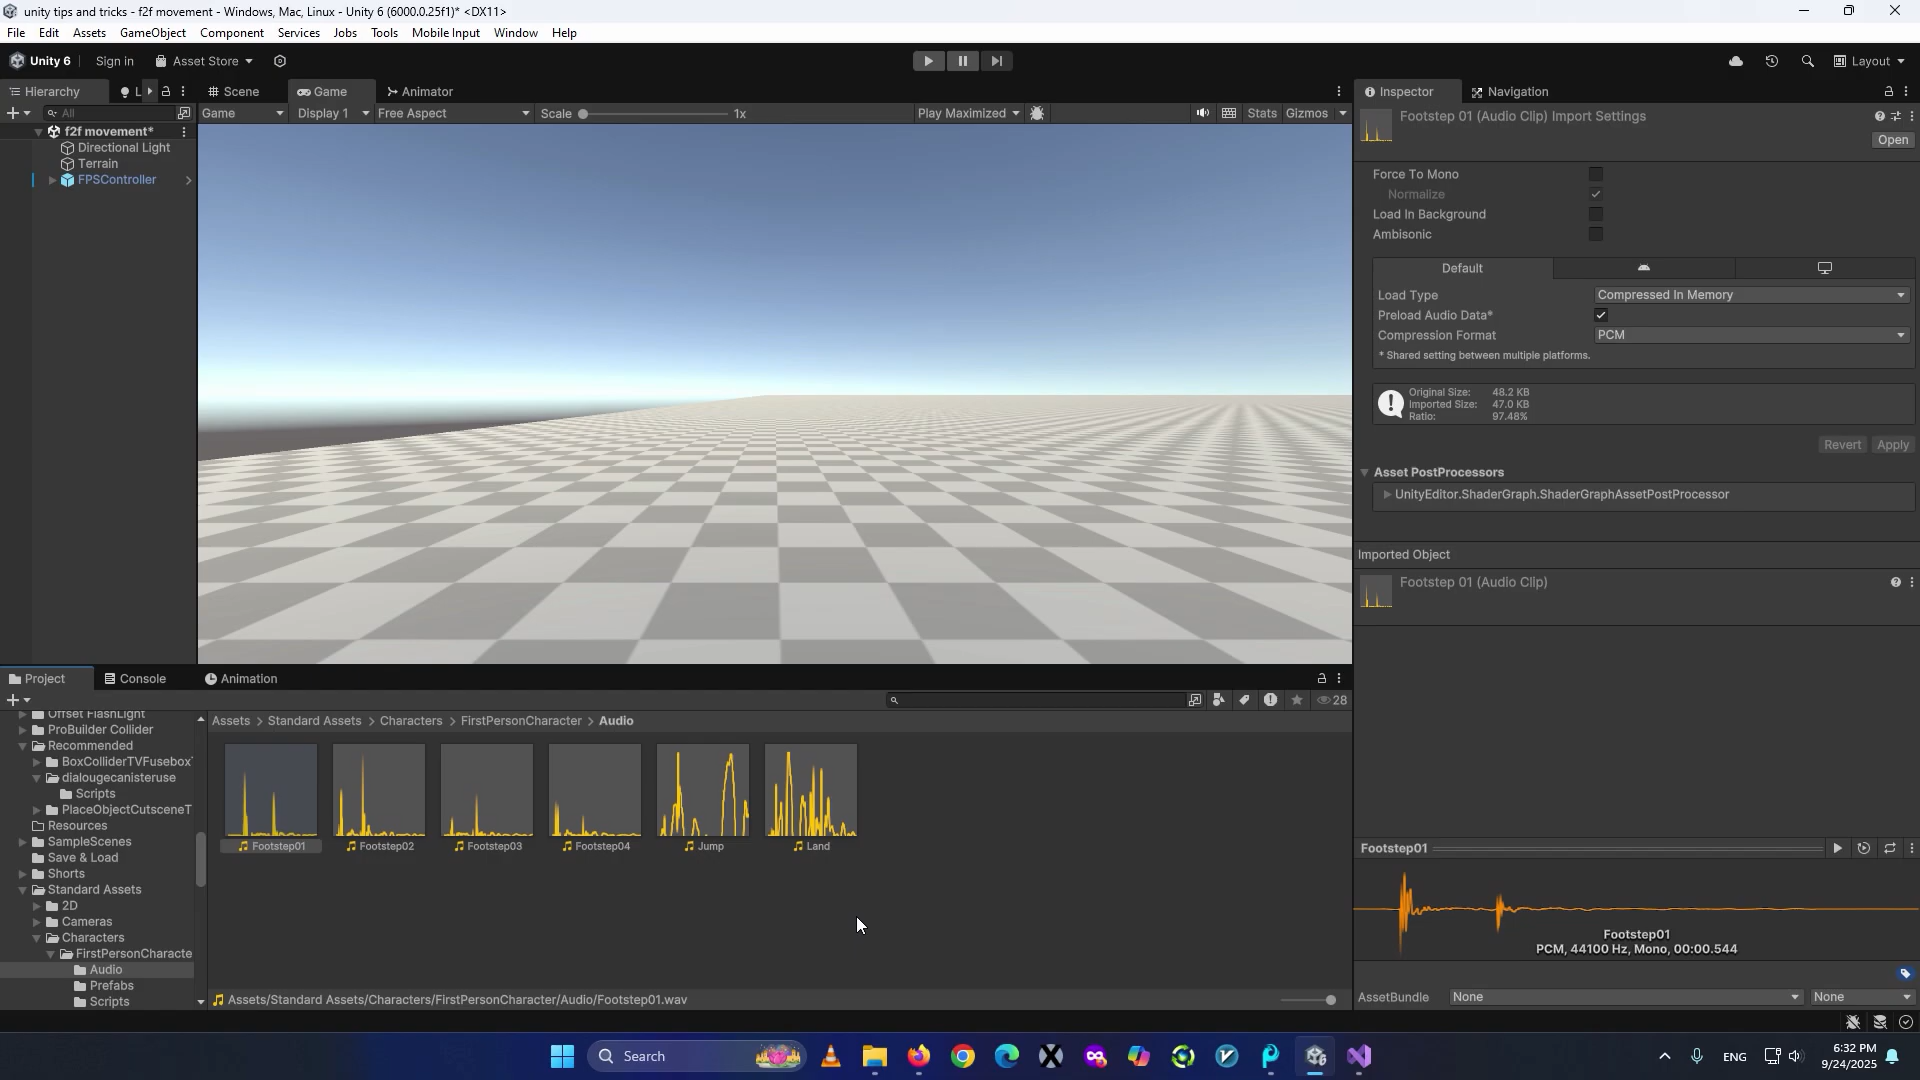 unity tips and tricks - f2f movement - Windows, Mac, Linux - Unity 6 (6000.0.25f1)* <DX11>
File Edit Assets GameObject Component Services Jobs Tools Mobile Input Window Help
Unity 6 Sign in Asset Store Layout
Hierarchy L Scene Game Animator Inspector Navigation
All Game Display 1 Free Aspect Scale 1x Play Maximized Stats Gizmos
f2f movement*
Directional Light
Terrain
FPSController
Footstep 01 (Audio Clip) Import Settings
Open
Force To Mono
Normalize
Load In Background
Ambisonic
Default
Load Type Compressed In Memory
Preload Audio Data*
Compression Format PCM
* Shared setting between multiple platforms.
Original Size: 48.2 KB
Imported Size: 47.0 KB
Ratio: 97.48%
Revert Apply
Asset PostProcessors
UnityEditor.ShaderGraph.ShaderGraphAssetPostProcessor
Imported Object
Footstep 01 (Audio Clip)
Project Console Animation
28
Offset FlashLight
ProBuilder Collider
Recommended
BoxColliderTVFusebox
dialougecanisteruse
Scripts
PlaceObjectCutsceneT
Resources
SampleScenes
Save & Load
Shorts
Standard Assets
2D
Cameras
Characters
FirstPersonCharacte
Audio
Prefabs
Scripts
Assets > Standard Assets > Characters > FirstPersonCharacter > Audio
Footstep01 Footstep02 Footstep03 Footstep04 Jump Land
Assets/Standard Assets/Characters/FirstPersonCharacter/Audio/Footstep01.wav
Footstep01
Footstep01
PCM, 44100 Hz, Mono, 00:00.544
AssetBundle None None
Search
ENG
6:32 PM
9/24/2025